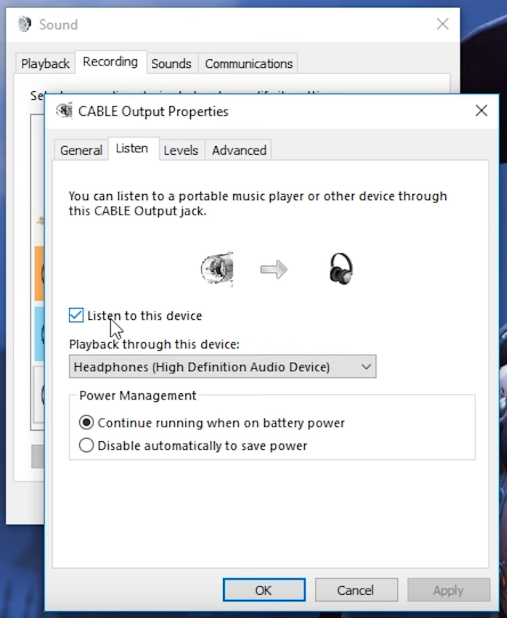 Sound
Playback
Recording
Sounds
Communications
CABLE Output Properties
General
Listen
Levels
Advanced
You can listen to a portable music player or other device through
this CABLE Output jack.
Listen to this device
Playback through this device:
Headphones (High Definition Audio Device)
Power Management
Continue running when on battery power
Disable automatically to save power
OK
Cancel
Apply